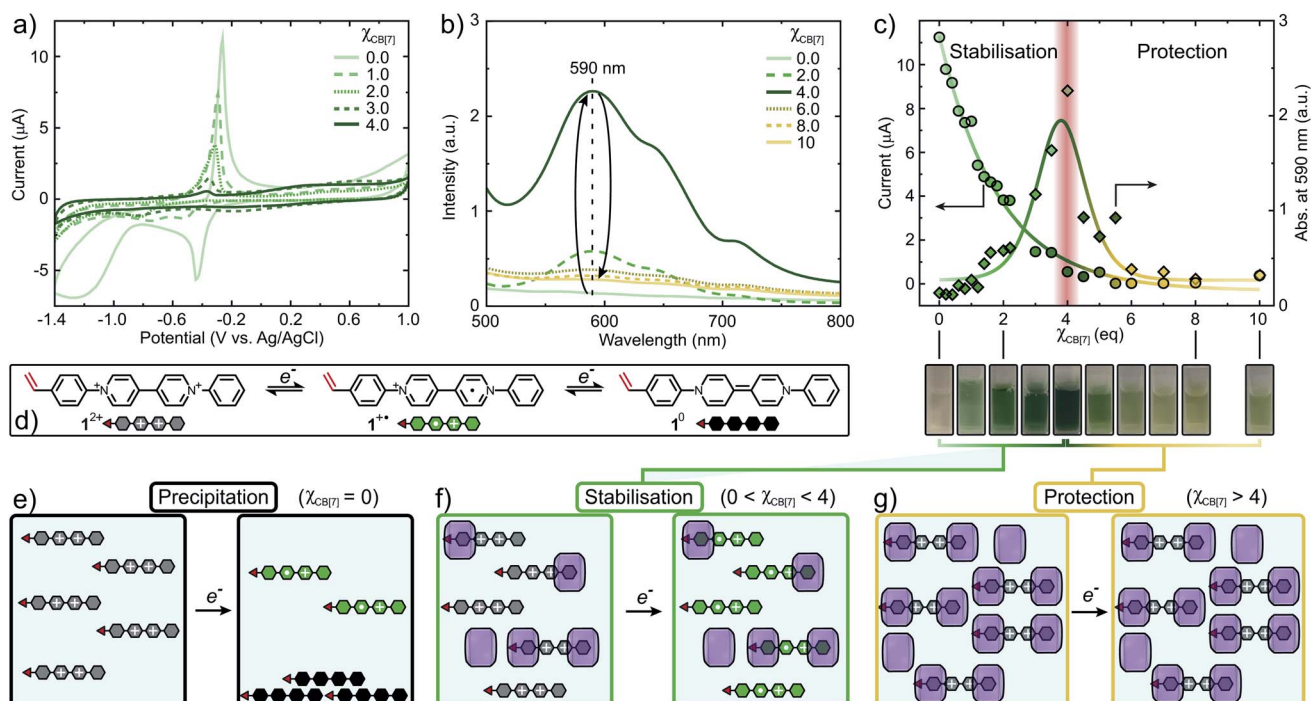 a)
χCB[7]
0.0
1.0
2.0
3.0
4.0
10
5
0
-5
Current (µA)
-1.4 -1.0 -0.6 -0.2 0.2 0.6 1.0
Potential (V vs. Ag/AgCl)
b)
χCB[7]
0.0
2.0
4.0
6.0
8.0
10
590 nm
3
2
1
0
Intensity (a.u.)
500 600 700 800
Wavelength (nm)
c)
Stabilisation Protection
10
8
6
4
2
0
Current (µA)
3
2
1
0
Abs. at 590 nm (a.u.)
0 2 4 6 8 10
χCB[7] (eq)
d)
N+ N+ e- N+ N e- N N
1²⁺ 1⁺• 1⁰
e)
Precipitation (χCB[7] = 0)
e-
f)
Stabilisation (0 < χCB[7] < 4)
e-
g)
Protection (χCB[7] > 4)
e-